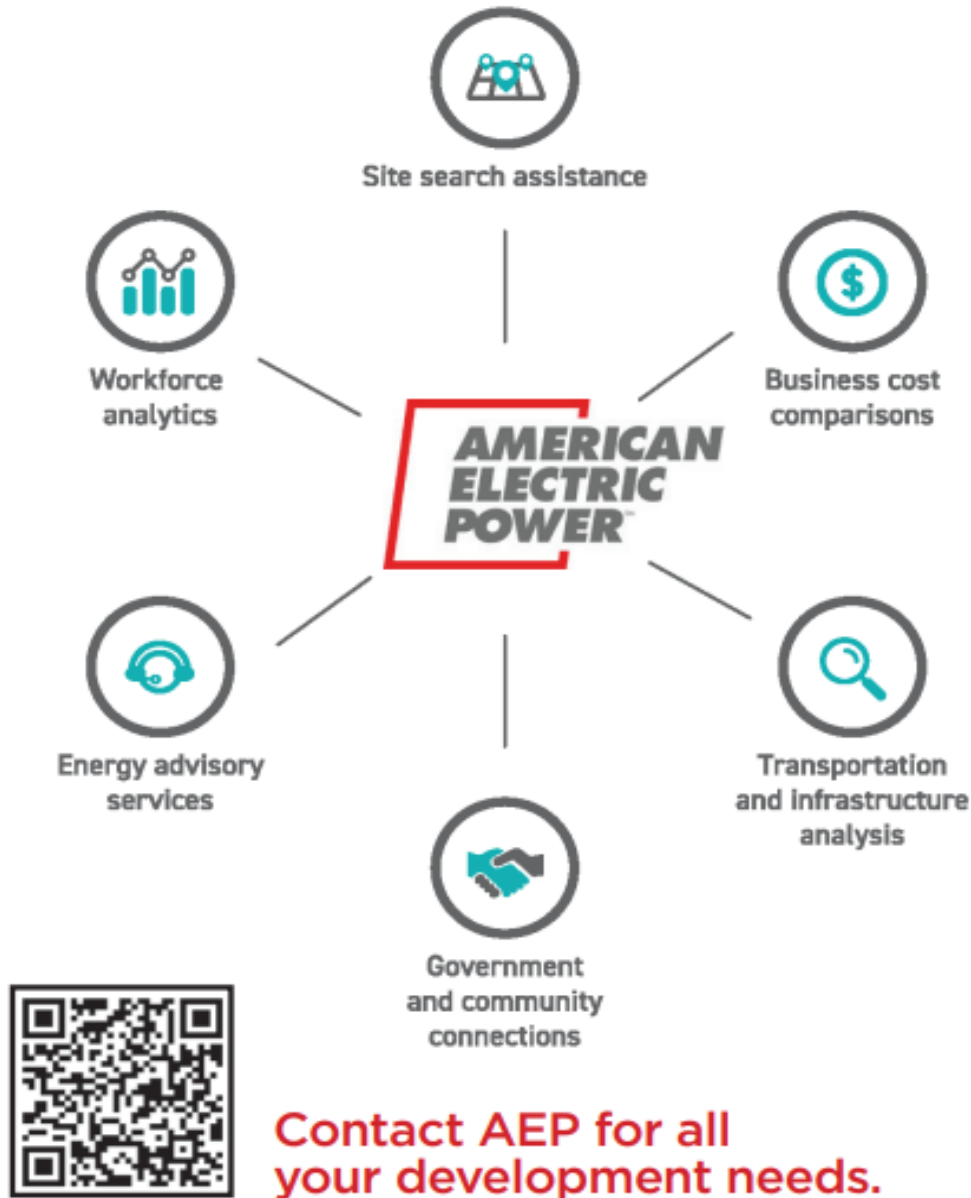 Site search assistance
Workforce
analytics
Business cost
comparisons
AMERICAN
ELECTRIC
POWER
Energy advisory
services
Transportation
and infrastructure
analysis
Government
and community
connections
Contact AEP for all
your development needs.